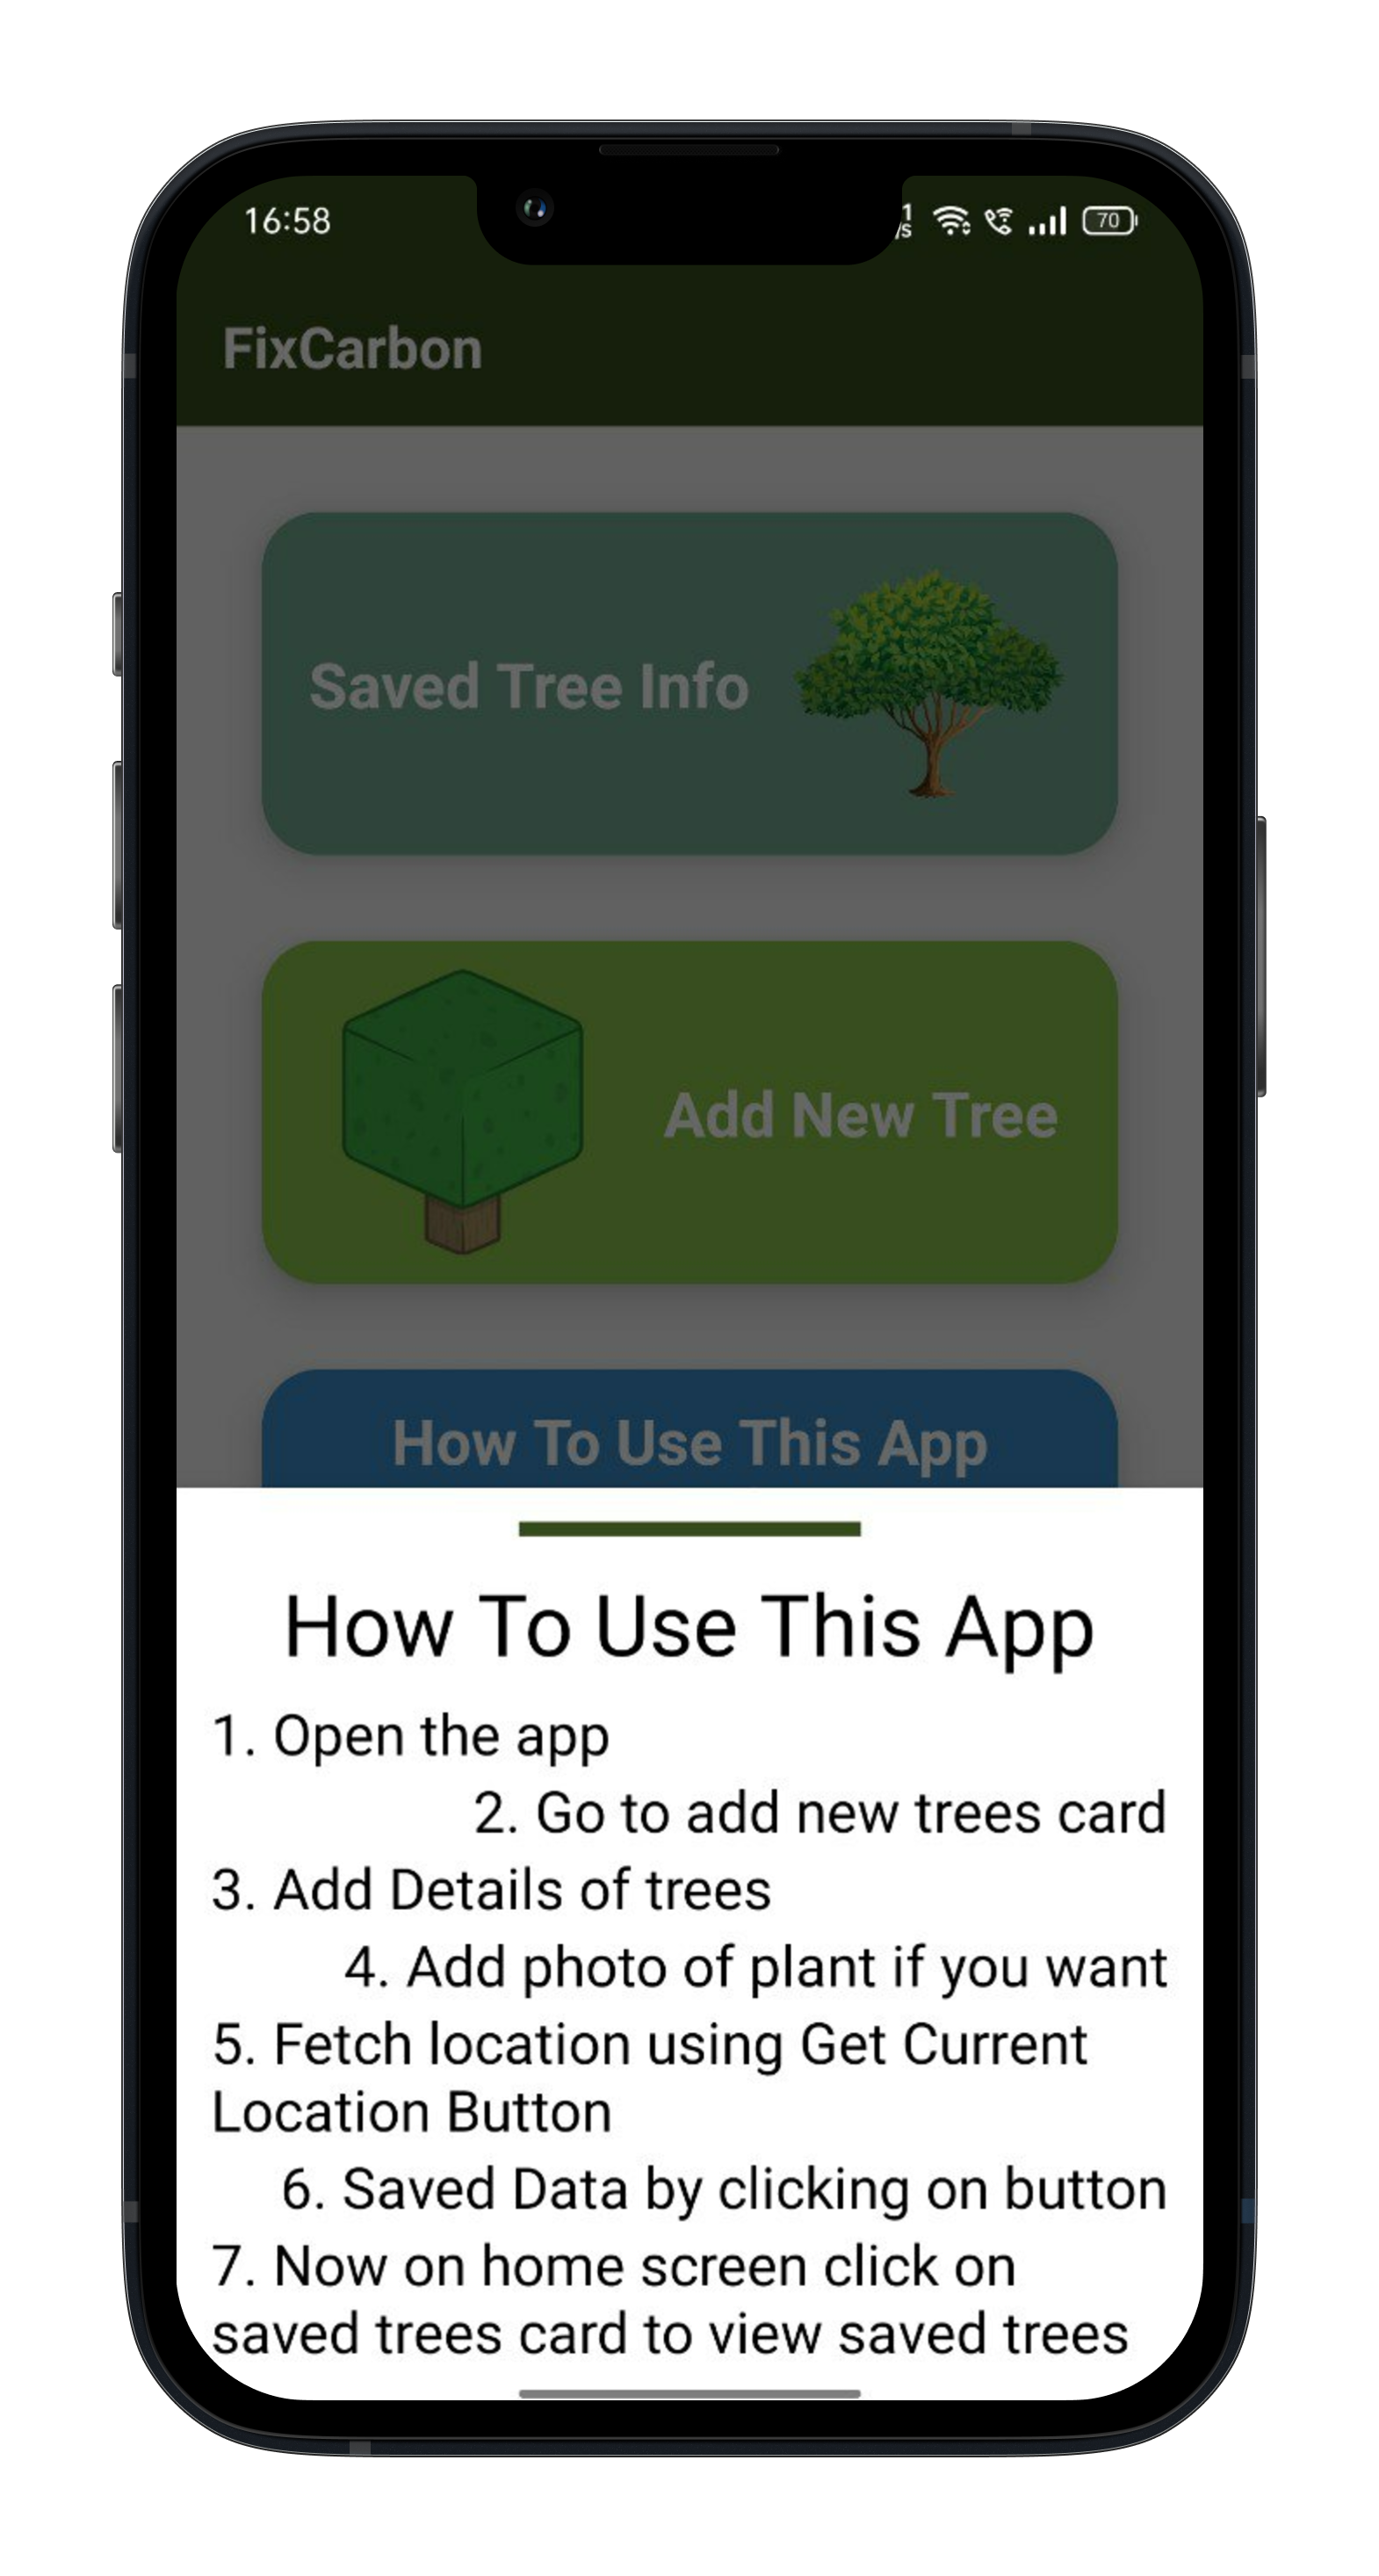 16:58
70
FixCarbon
Saved Tree Info
Add New Tree
How To Use This App
How To Use This App
1. Open the app
2. Go to add new trees card
3. Add Details of trees
4. Add photo of plant if you want
5. Fetch location using Get Current
Location Button
6. Saved Data by clicking on button
7. Now on home screen click on
saved trees card to view saved trees